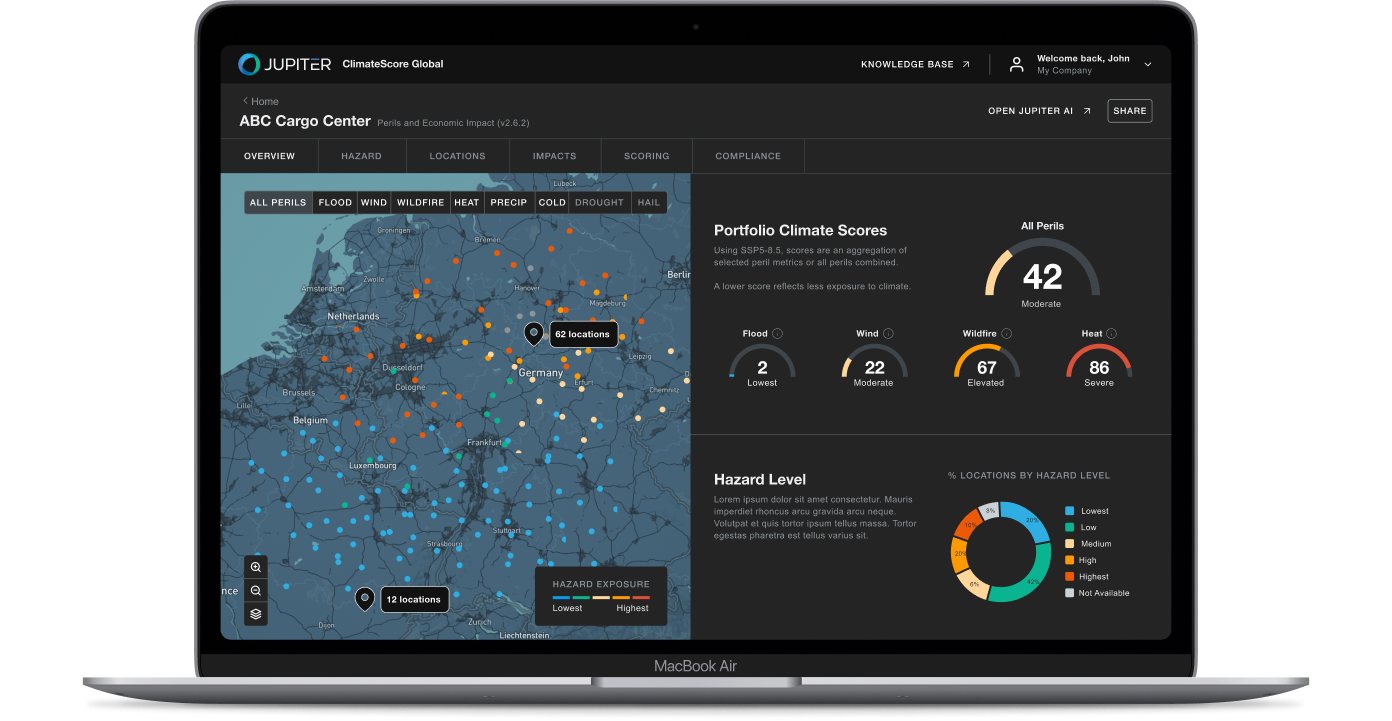 JUPITER ClimateScore Global
KNOWLEDGE BASE
Welcome back, John
My Company
Home
ABC Cargo Center Perils and Economic Impact (v2.6.2)
OPEN JUPITER AI
SHARE
OVERVIEW
HAZARD
LOCATIONS
IMPACTS
SCORING
COMPLIANCE
Lubeck
ALL PERILS
FLOOD
WIND
WILDFIRE
HEAT
PRECIP
COLD
DROUGHT
HAIL
Groningen
Bremen
Berlin
Zwolle
Amsterdam
Hanover
Magdeburg
Netherlands
62 locations
Leipzig
Dusseldorf
Germany
Erfurt
Cologne
Chemnitz
Brussels
Lille
Belgium
Frankfurt
Luxembourg
Stuttgart
Strasbourg
nce
12 locations
Dijon
Zurich
Liechtenstein
HAZARD EXPOSURE
Lowest Highest
Portfolio Climate Scores
Using SSP5-8.5, scores are an aggregation of
selected peril metrics or all perils combined.
A lower score reflects less exposure to climate.
All Perils
42
Moderate
Flood
2
Lowest
Wind
22
Moderate
Wildfire
67
Elevated
Heat
86
Severe
Hazard Level
Lorem ipsum dolor sit amet consectetur. Mauris
imperdiet rhoncus arcu gravida arcu neque.
Volutpat et quis tortor ipsum tellus massa. Tortor
egestas pharetra est tellus varius sit.
% LOCATIONS BY HAZARD LEVEL
8%
20%
10%
20%
6%
42%
Lowest
Low
Medium
High
Highest
Not Available
MacBook Air